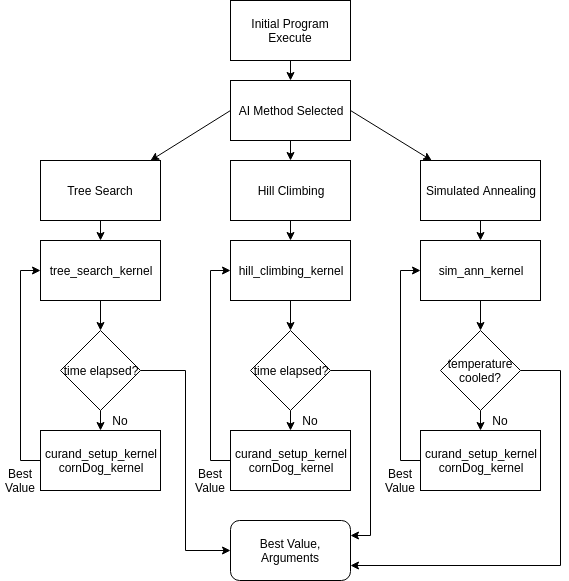 Initial Program
Execute
AI Method Selected
Tree Search
Hill Climbing
Simulated Annealing
tree_search_kernel
hill_climbing_kernel
sim_ann_kernel
time elapsed?
time elapsed?
temperature
cooled?
No
No
No
curand_setup_kernel
cornDog_kernel
curand_setup_kernel
cornDog_kernel
curand_setup_kernel
cornDog_kernel
Best
Value
Best
Value
Best
Value
Best Value,
Arguments